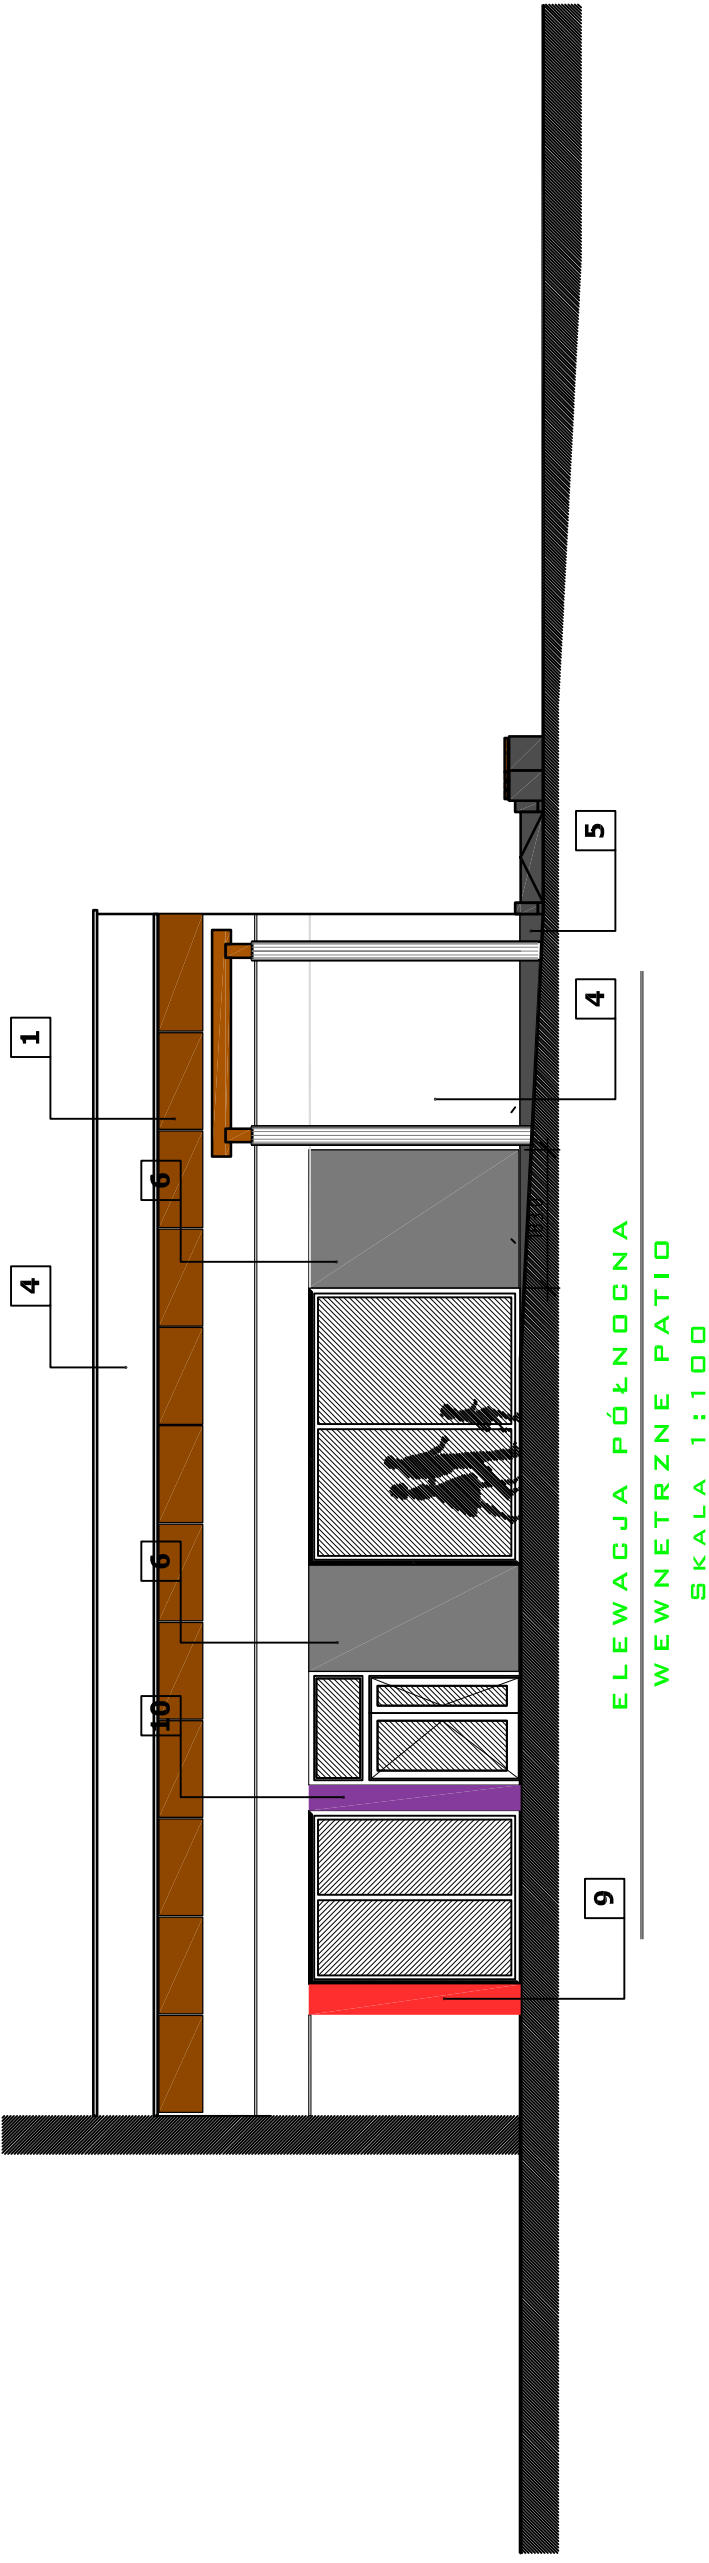 4 1
10 6 6
9 4 5
ELEWACJA PÓŁNOCNA
WEWNETRZNE PATIO
SKALA 1:100